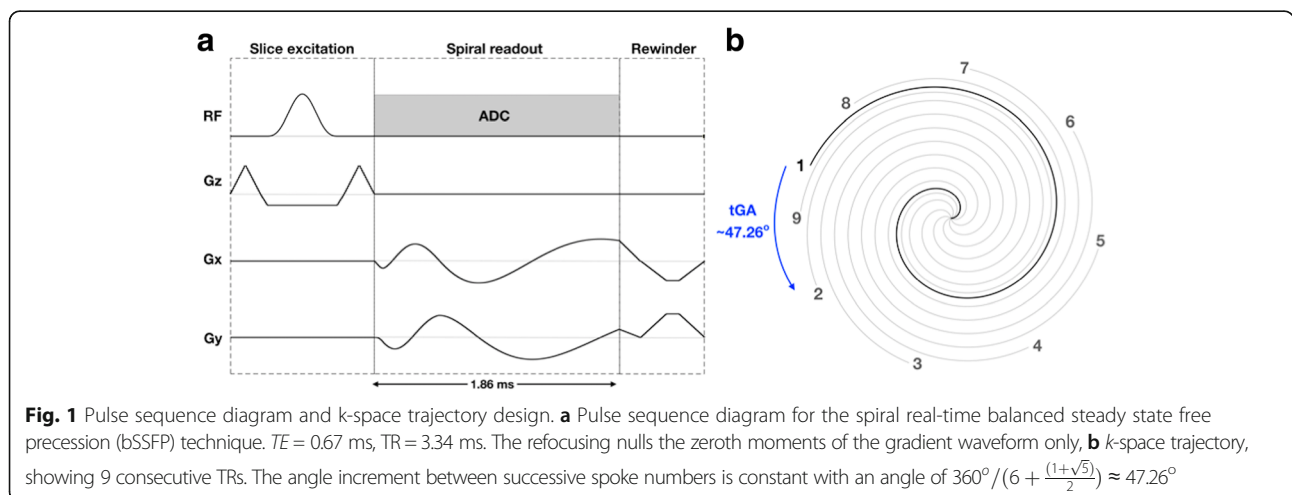 a
Slice excitation Spiral readout Rewinder
RF
ADC
Gz
Gx
Gy
1.86 ms
b
7
8
6
1
tGA
~47.26°
9
5
2
4
3
Fig. 1 Pulse sequence diagram and k-space trajectory design. a Pulse sequence diagram for the spiral real-time balanced steady state free
precession (bSSFP) technique. TE = 0.67 ms, TR = 3.34 ms. The refocusing nulls the zeroth moments of the gradient waveform only, b k-space trajectory,
showing 9 consecutive TRs. The angle increment between successive spoke numbers is constant with an angle of 360°/(6 + (1+√5)/2) ≈ 47.26°